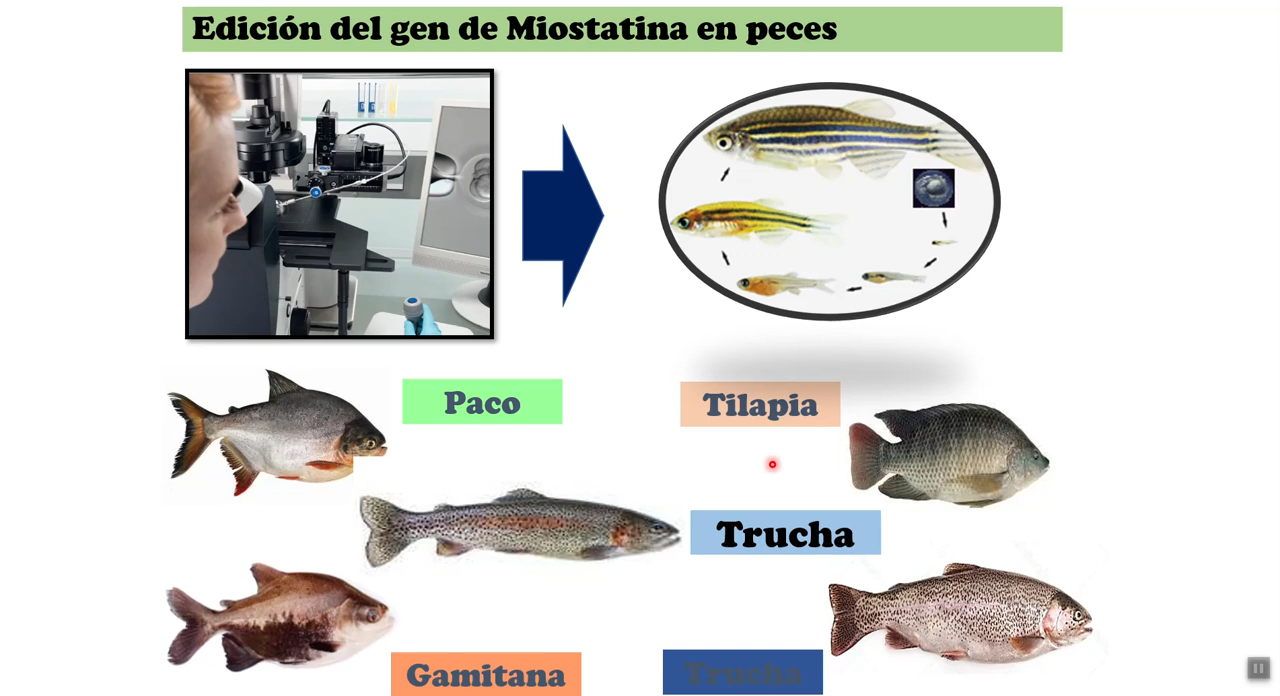 Edición del gen de Miostatina en peces
Paco
Tilapia
Trucha
Gamitana
Trucha